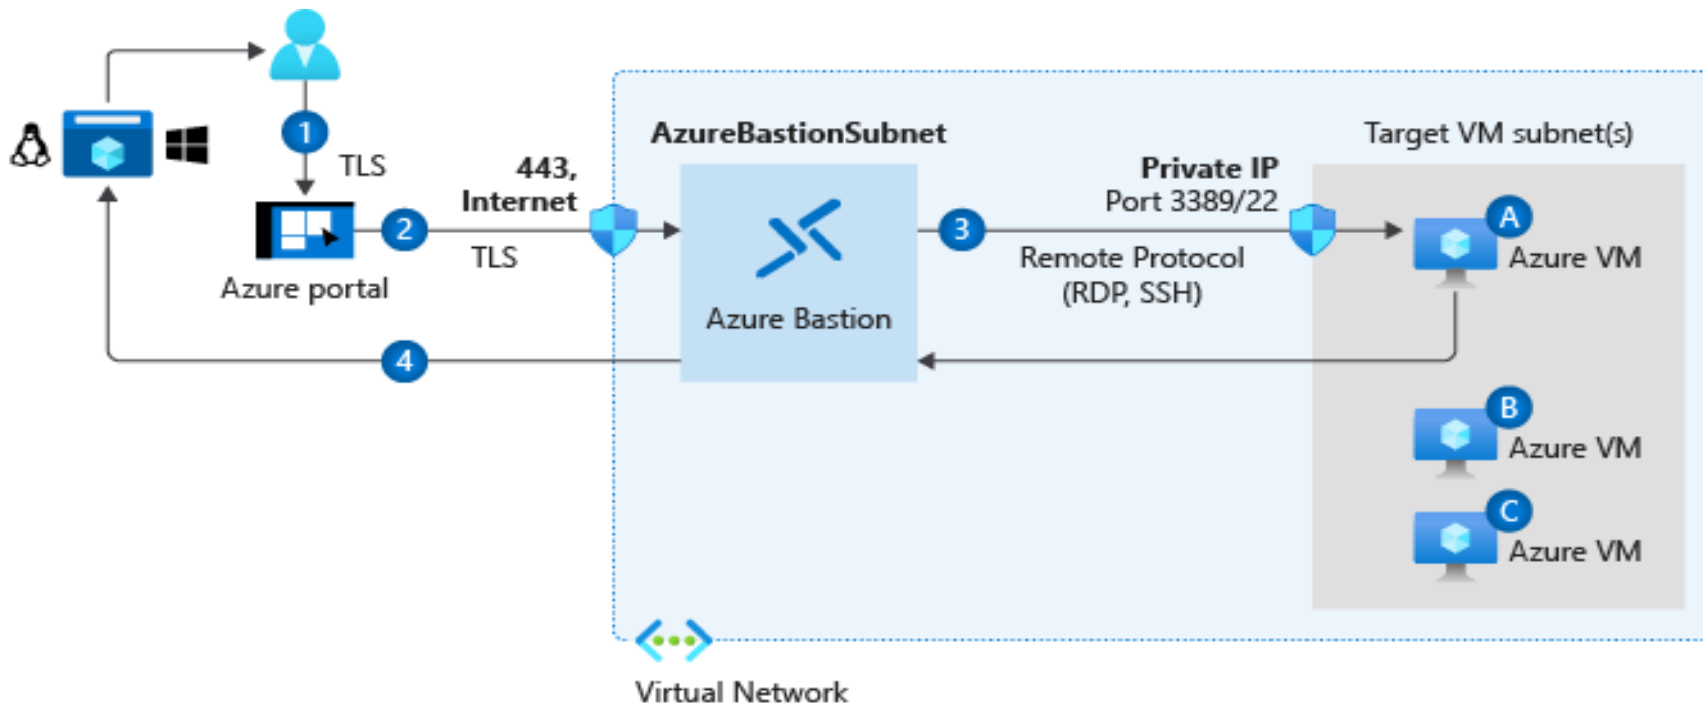 1
TLS
443,
Internet
2
TLS
Azure portal
AzureBastionSubnet
Azure Bastion
Private IP
Port 3389/22
3
Remote Protocol
(RDP, SSH)
4
Target VM subnet(s)
A
Azure VM
B
Azure VM
C
Azure VM
Virtual Network